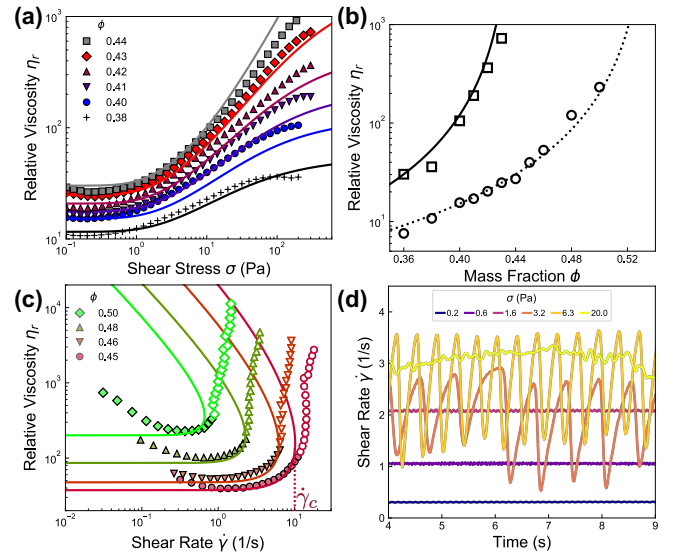 (a)
ϕ
0.44
0.43
0.42
0.41
0.40
0.38
10³
10²
10¹
Relative Viscosity ηr
10⁻¹ 10⁰ 10¹ 10²
Shear Stress σ (Pa)
(b)
10³
10²
10¹
Relative Viscosity ηr
0.36 0.40 0.44 0.48 0.52
Mass Fraction ϕ
(c)
ϕ
0.50
0.48
0.46
0.45
10⁴
10³
10²
Relative Viscosity ηr
γ̇c
10⁻² 10⁻¹ 10⁰ 10¹
Shear Rate γ̇ (1/s)
(d)
σ (Pa)
0.2 0.6 1.6 3.2 6.3 20.0
4
3
2
1
0
Shear Rate γ̇ (1/s)
4 5 6 7 8 9
Time (s)